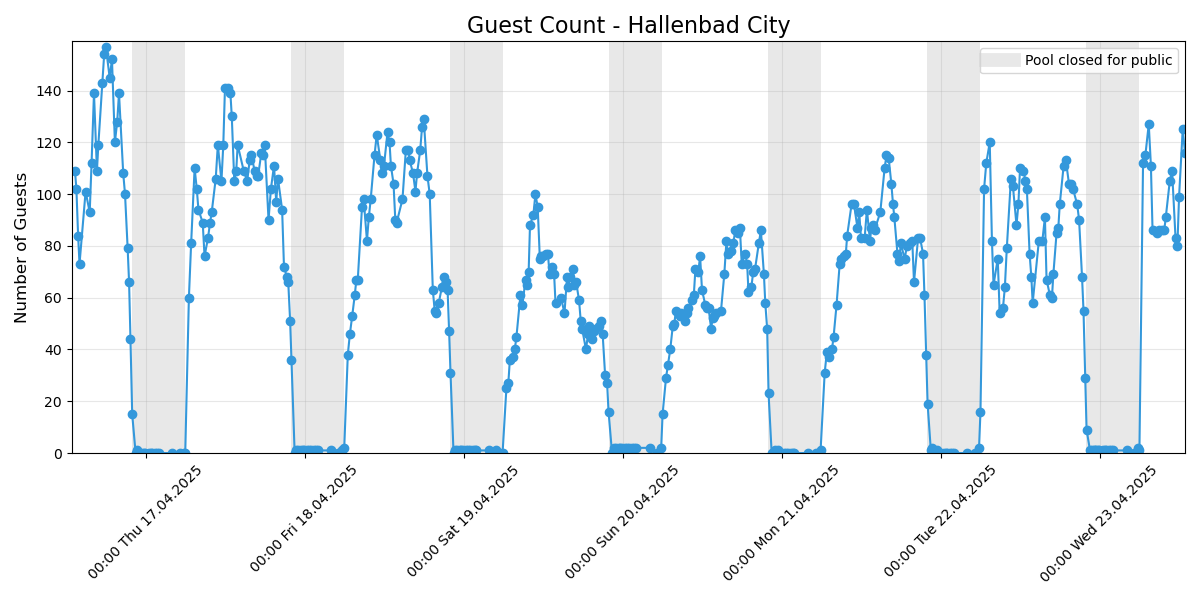 Guest Count - Hallenbad City
Pool closed for public
Number of Guests
140
120
100
80
60
40
20
0
00:00 Thu 17.04.2025
00:00 Fri 18.04.2025
00:00 Sat 19.04.2025
00:00 Sun 20.04.2025
00:00 Mon 21.04.2025
00:00 Tue 22.04.2025
00:00 Wed 23.04.2025